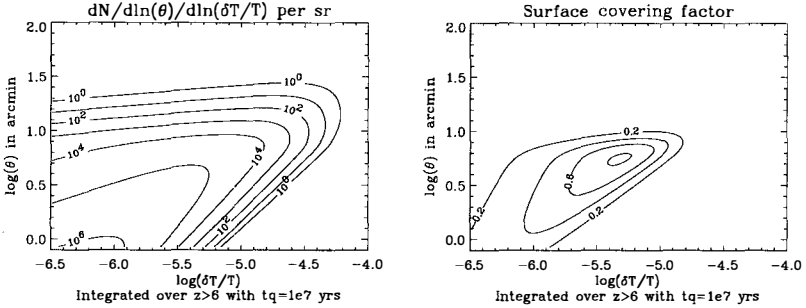 dN/dln(θ)/dln(δT/T) per sr
2.0
1.5
1.0
0.5
0.0
log(θ) in arcmin
10^0
10^2
10^4
10^6
10^0
10^2
10^4
10^2
10^0
−6.5 −6.0 −5.5 −5.0 −4.5 −4.0
log(δT/T)
Integrated over z>6 with tq=1e7 yrs
Surface covering factor
2.0
1.5
1.0
0.5
0.0
log(θ) in arcmin
0.2
0.2
0.2
−6.5 −6.0 −5.5 −5.0 −4.5 −4.0
log(δT/T)
Integrated over z>6 with tq=1e7 yrs